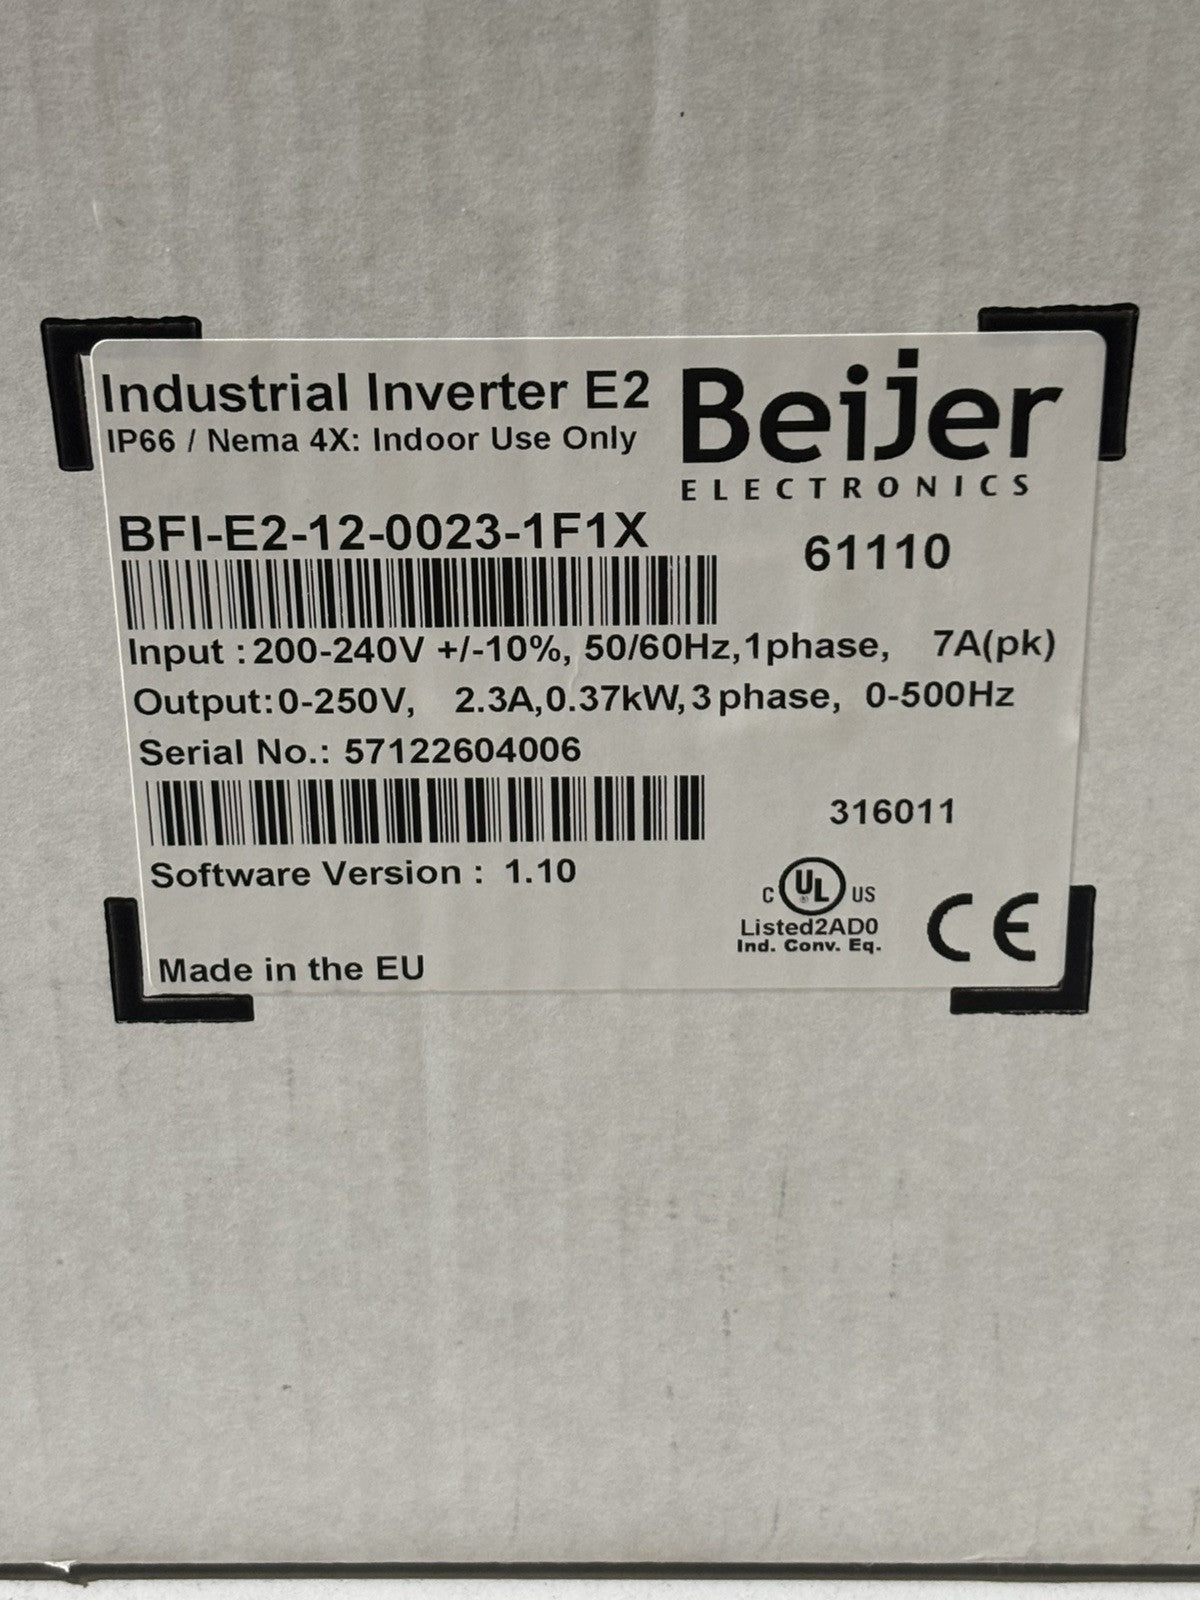 Industrial Inverter E2
IP66 / Nema 4X: Indoor Use Only
Beijer
ELECTRONICS
BFI-E2-12-0023-1F1X
61110
Input : 200-240V +/-10%, 50/60Hz,1phase, 7A(pk)
Output: 0-250V, 2.3A,0.37kW, 3 phase, 0-500Hz
Serial No.: 57122604006
316011
Software Version : 1.10
C UL ® US
Listed2AD0
Ind. Conv. Eq.
CE
Made in the EU